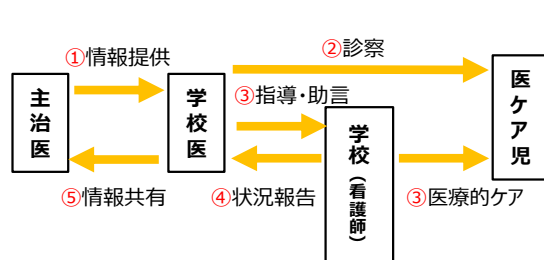 ①情報提供
②診察
主治医
学校医
③指導・助言
医ケア児
学校（看護師）
⑤情報共有
④状況報告
③医療的ケア